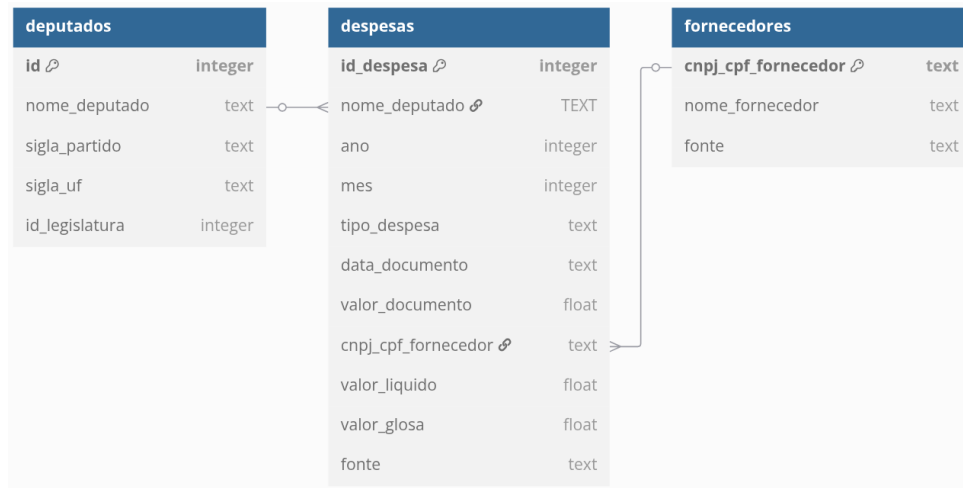 deputados
id integer
nome_deputado text
sigla_partido text
sigla_uf text
id_legislatura integer
despesas
id_despesa integer
nome_deputado TEXT
ano integer
mes integer
tipo_despesa text
data_documento text
valor_documento float
cnpj_cpf_fornecedor text
valor_liquido float
valor_glosa float
fonte text
fornecedores
cnpj_cpf_fornecedor text
nome_fornecedor text
fonte text